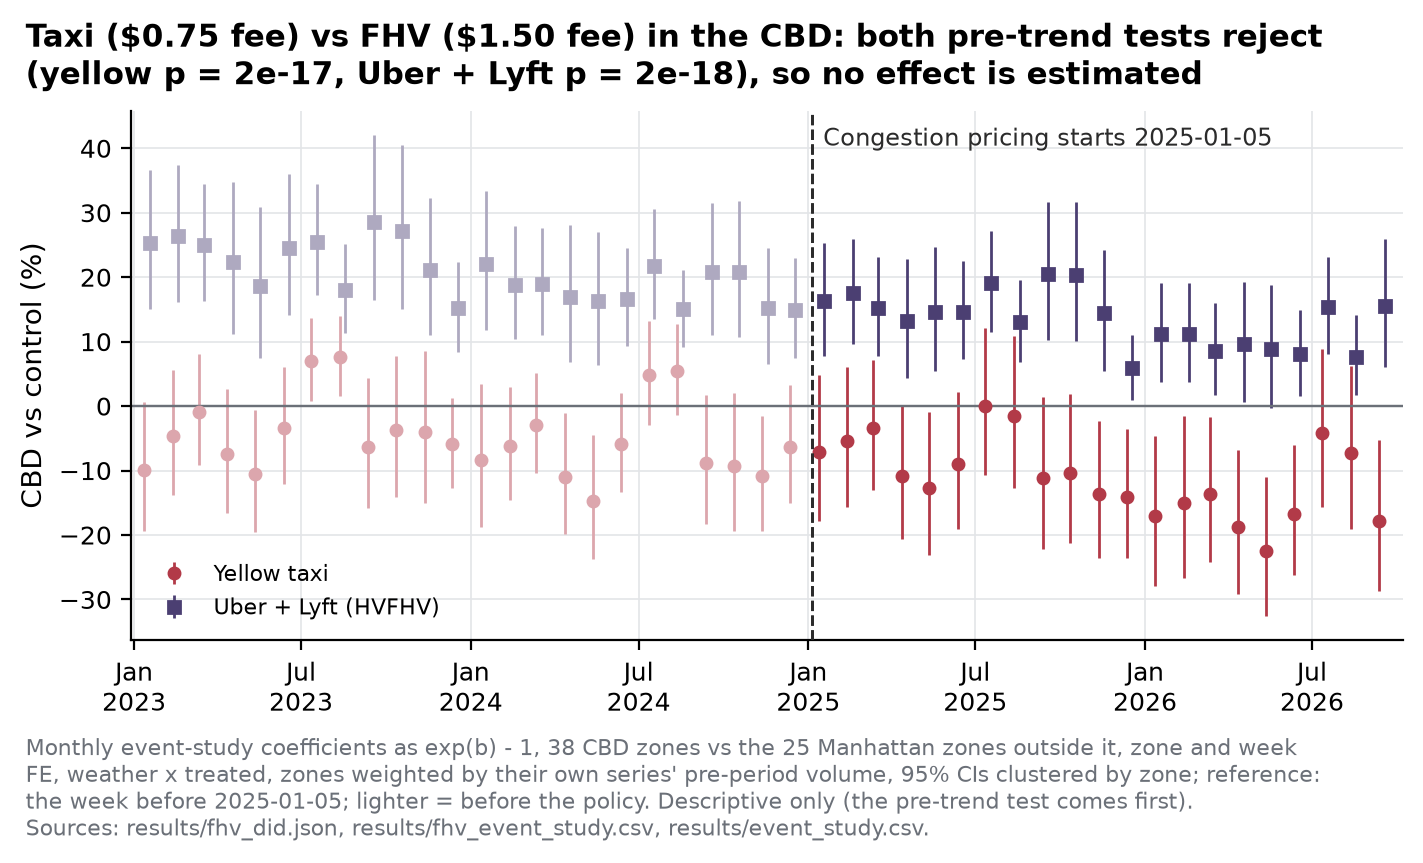 Taxi ($0.75 fee) vs FHV ($1.50 fee) in the CBD: both pre-trend tests reject
(yellow p = 2e-17, Uber + Lyft p = 2e-18), so no effect is estimated
Congestion pricing starts 2025-01-05
CBD vs control (%)
40
30
20
10
0
−10
−20
−30
Yellow taxi
Uber + Lyft (HVFHV)
Jan 2023
Jul 2023
Jan 2024
Jul 2024
Jan 2025
Jul 2025
Jan 2026
Jul 2026
Monthly event-study coefficients as exp(b) - 1, 38 CBD zones vs the 25 Manhattan zones outside it, zone and week
FE, weather x treated, zones weighted by their own series' pre-period volume, 95% CIs clustered by zone; reference:
the week before 2025-01-05; lighter = before the policy. Descriptive only (the pre-trend test comes first).
Sources: results/fhv_did.json, results/fhv_event_study.csv, results/event_study.csv.